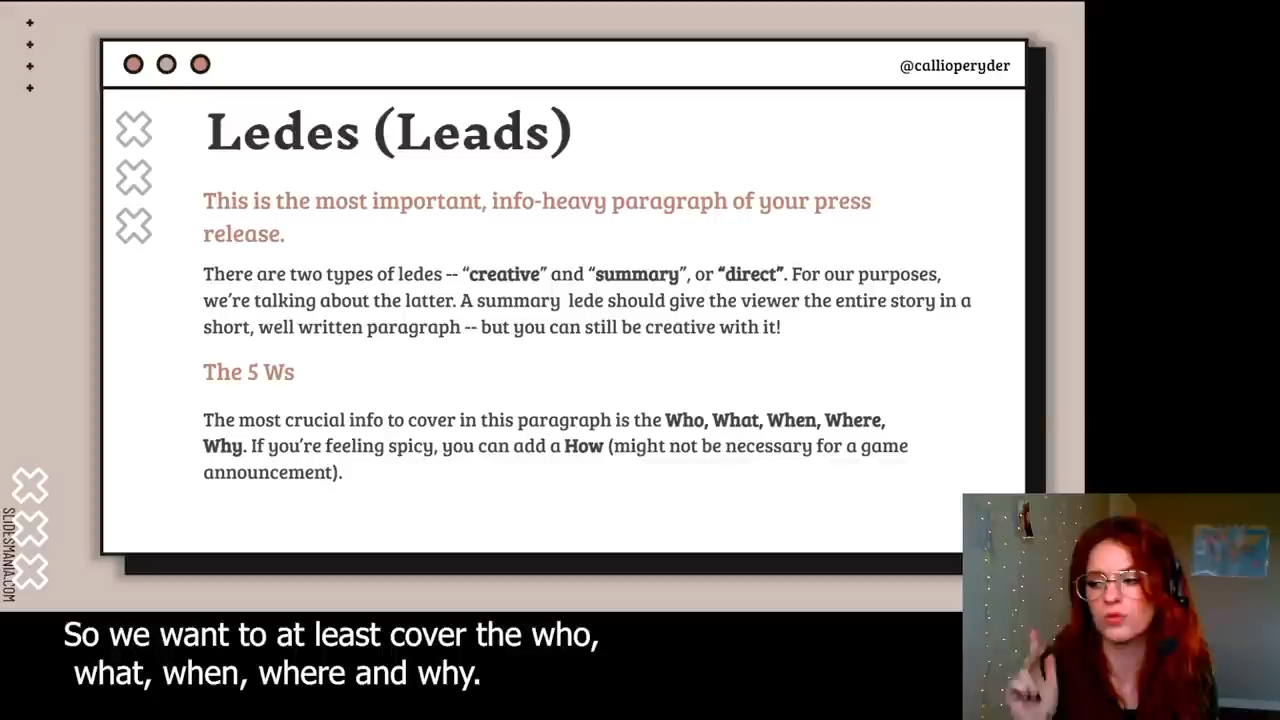 @callioperyder
Ledes (Leads)
This is the most important, info-heavy paragraph of your press
release.
There are two types of ledes -- “creative” and “summary”, or “direct”. For our purposes,
we’re talking about the latter. A summary lede should give the viewer the entire story in a
short, well written paragraph -- but you can still be creative with it!
The 5 Ws
The most crucial info to cover in this paragraph is the Who, What, When, Where,
Why. If you’re feeling spicy, you can add a How (might not be necessary for a game
announcement).
SLIDESMANIA.COM
So we want to at least cover the who,
what, when, where and why.